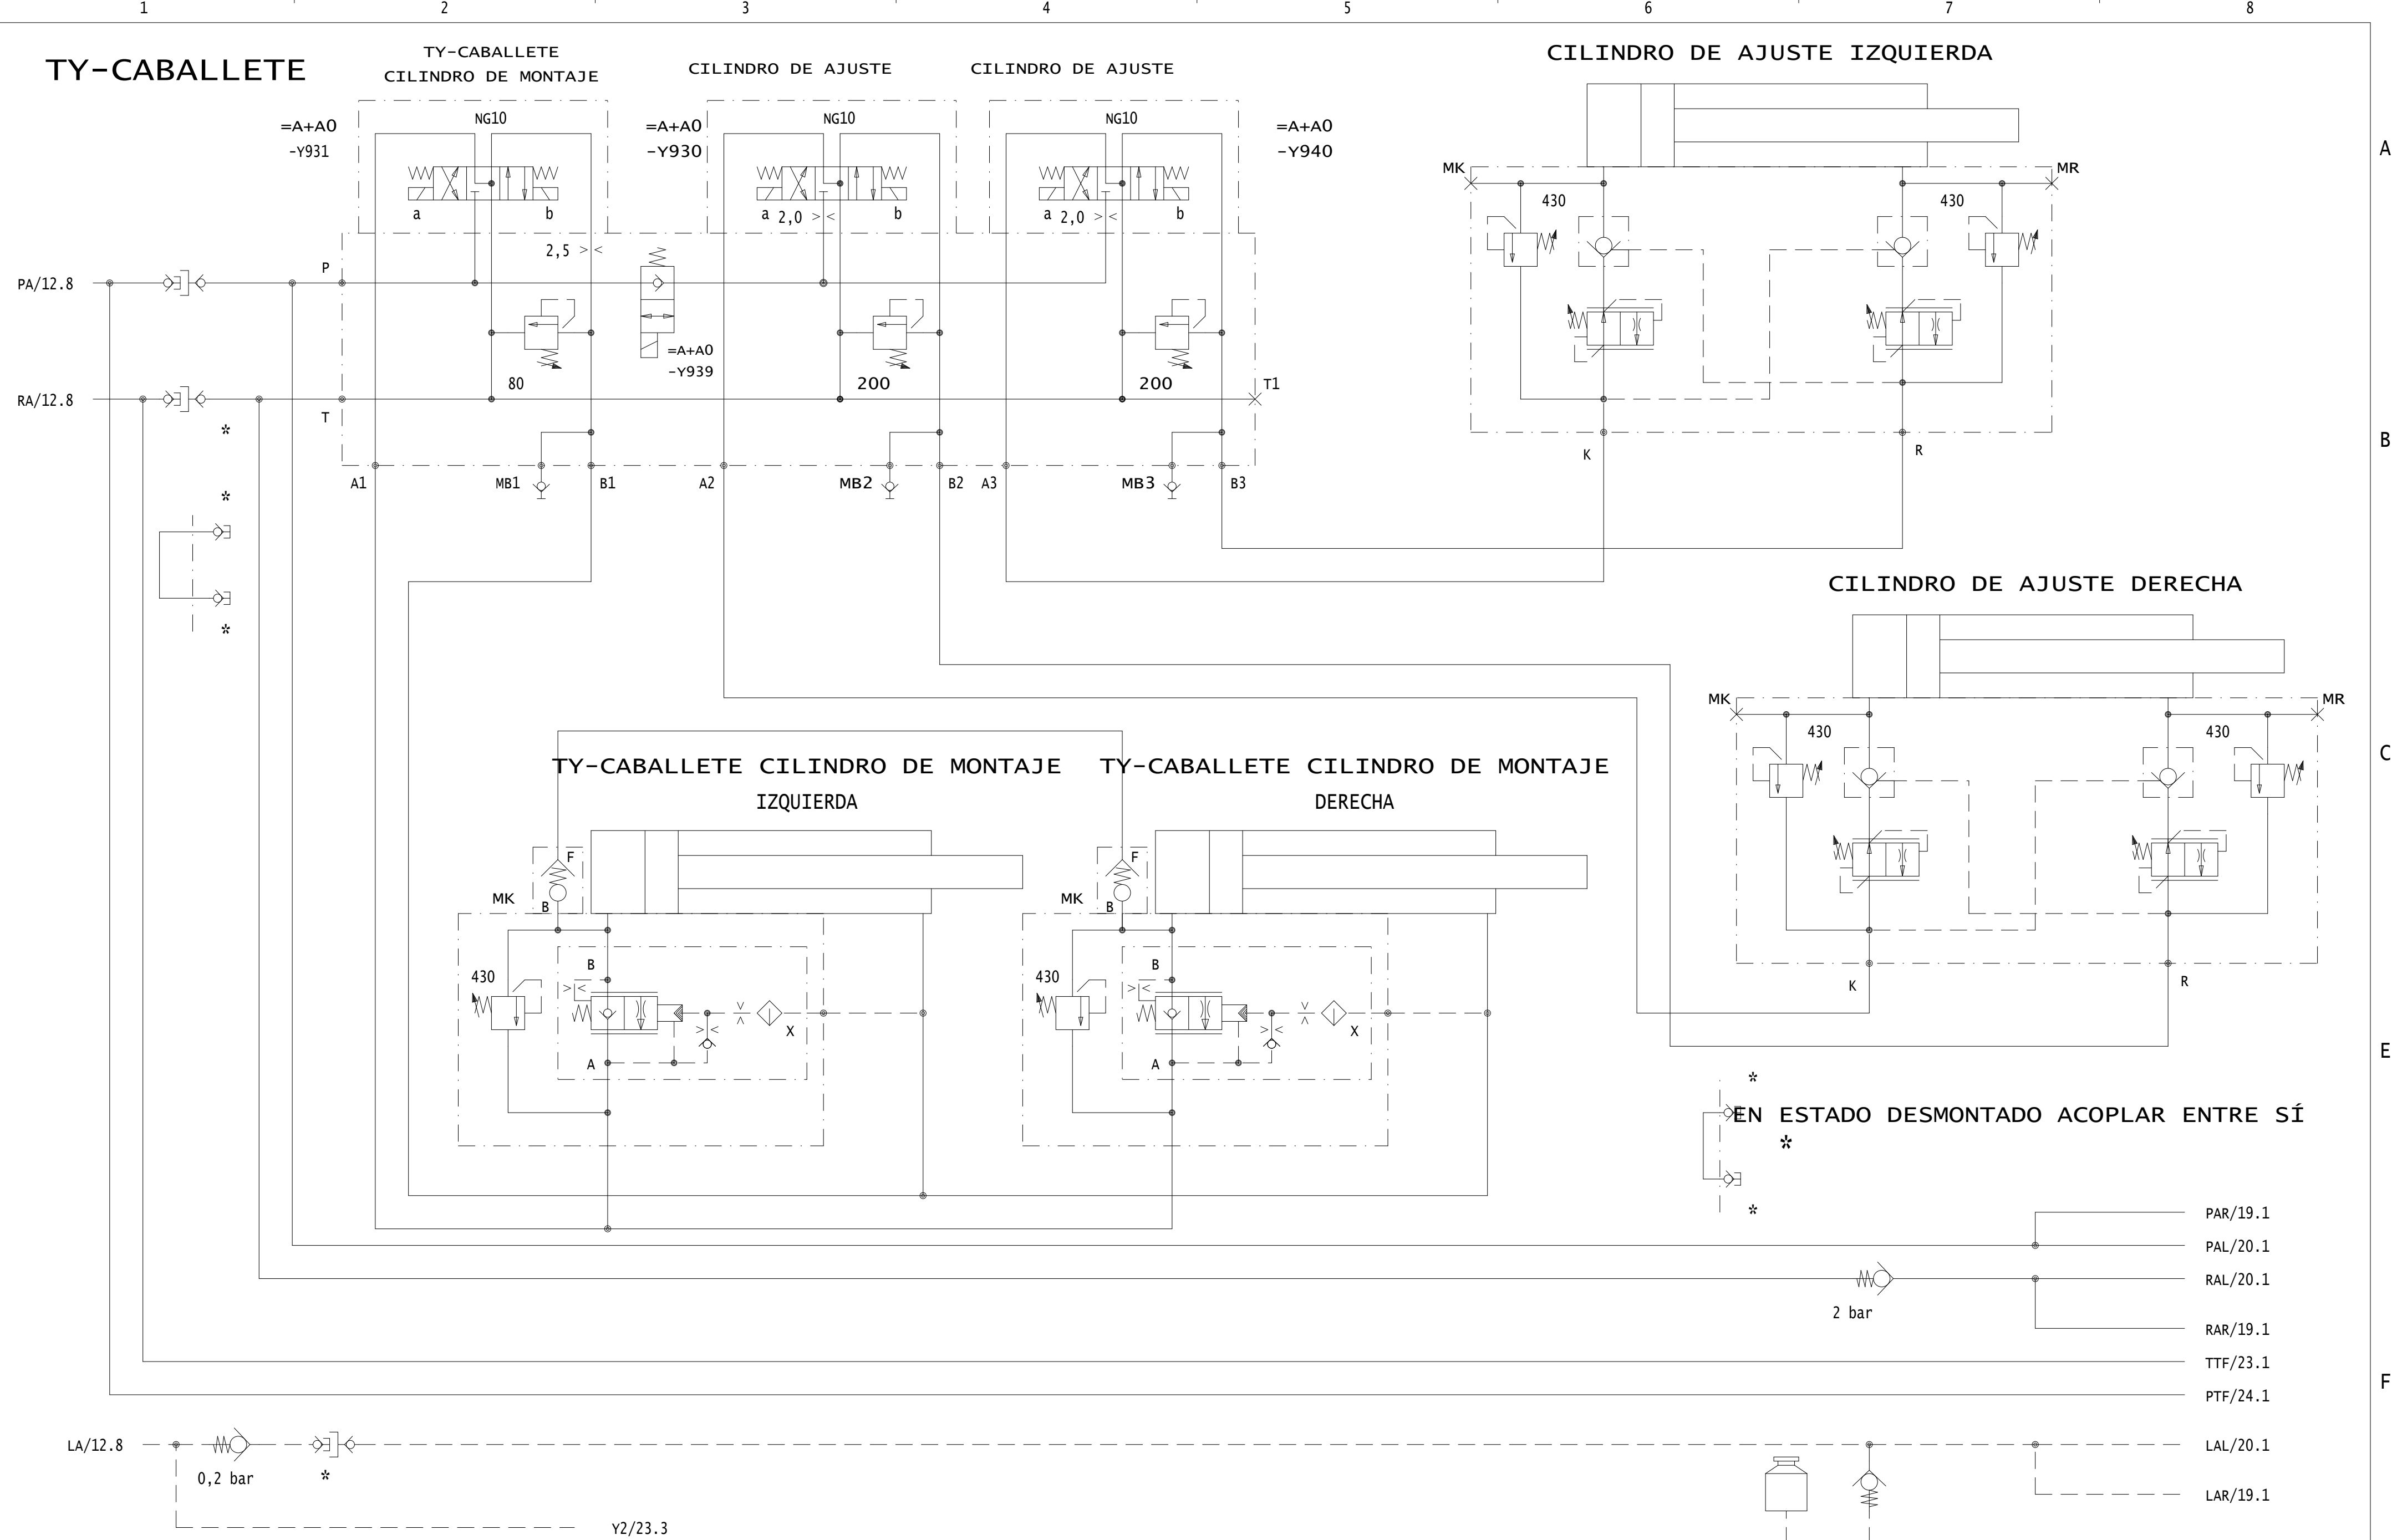 1 2 3 4 5 6 7 8
TY-CABALLETE
TY-CABALLETE
CILINDRO DE MONTAJE
CILINDRO DE AJUSTE
CILINDRO DE AJUSTE
CILINDRO DE AJUSTE IZQUIERDA
NG10
NG10
NG10
=A+A0
-Y931
=A+A0
-Y930
=A+A0
-Y940
A
MK
MR
430
430
a
b
a
2,0 > <
b
a
2,0 > <
b
2,5 > <
P
PA/12.8
=A+A0
-Y939
80
200
200
T1
RA/12.8
T
*
B
K
R
A1
MB1
B1
A2
MB2
B2
A3
MB3
B3
*
*
CILINDRO DE AJUSTE DERECHA
MK
MR
430
430
C
TY-CABALLETE CILINDRO DE MONTAJE
IZQUIERDA
TY-CABALLETE CILINDRO DE MONTAJE
DERECHA
F
MK
B
F
MK
B
430
B
> <
430
B
> <
K
R
> <
X
> <
X
A
A
E
*
EN ESTADO DESMONTADO ACOPLAR ENTRE SÍ
*
*
PAR/19.1
PAL/20.1
RAL/20.1
2 bar
RAR/19.1
TTF/23.1
PTF/24.1
F
LA/12.8
0,2 bar
*
LAL/20.1
LAR/19.1
Y2/23.3